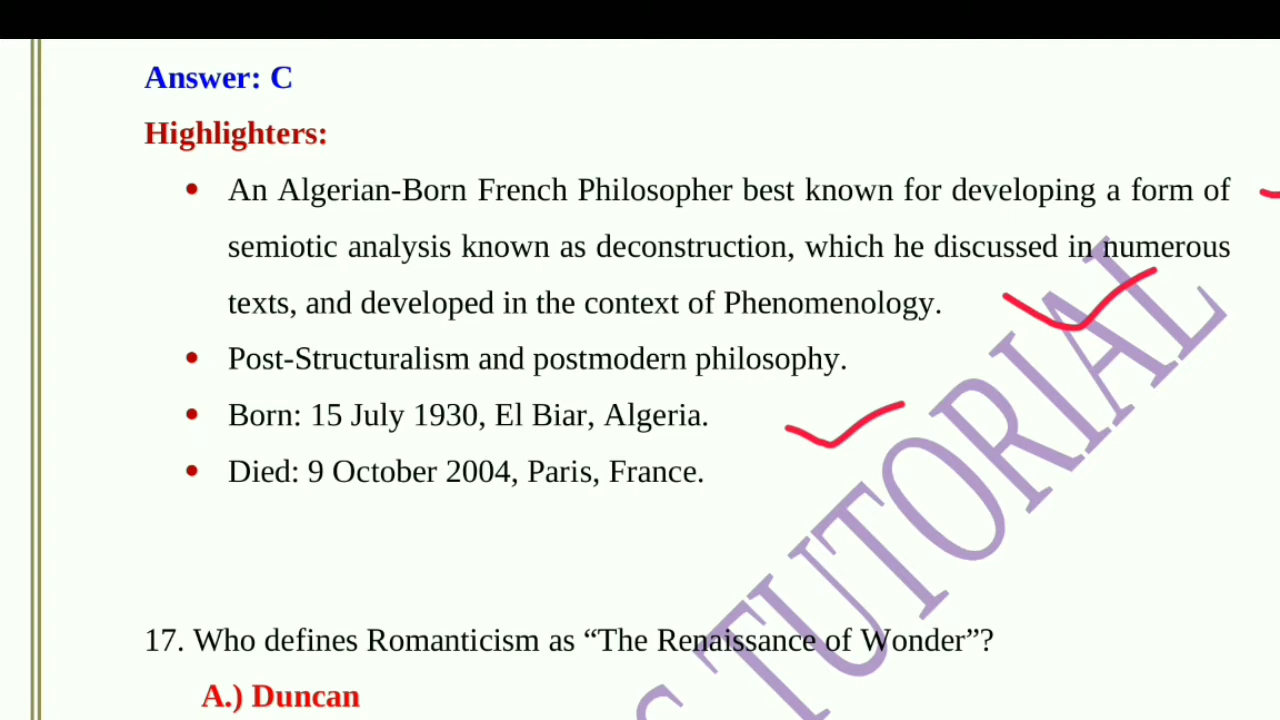 Answer: C
Highlighters:
An Algerian-Born French Philosopher best known for developing a form of
semiotic analysis known as deconstruction, which he discussed in numerous
texts, and developed in the context of Phenomenology.
Post-Structuralism and postmodern philosophy.
Born: 15 July 1930, El Biar, Algeria.
Died: 9 October 2004, Paris, France.
TUTORIAL
17. Who defines Romanticism as “The Renaissance of Wonder”?
A.) Duncan